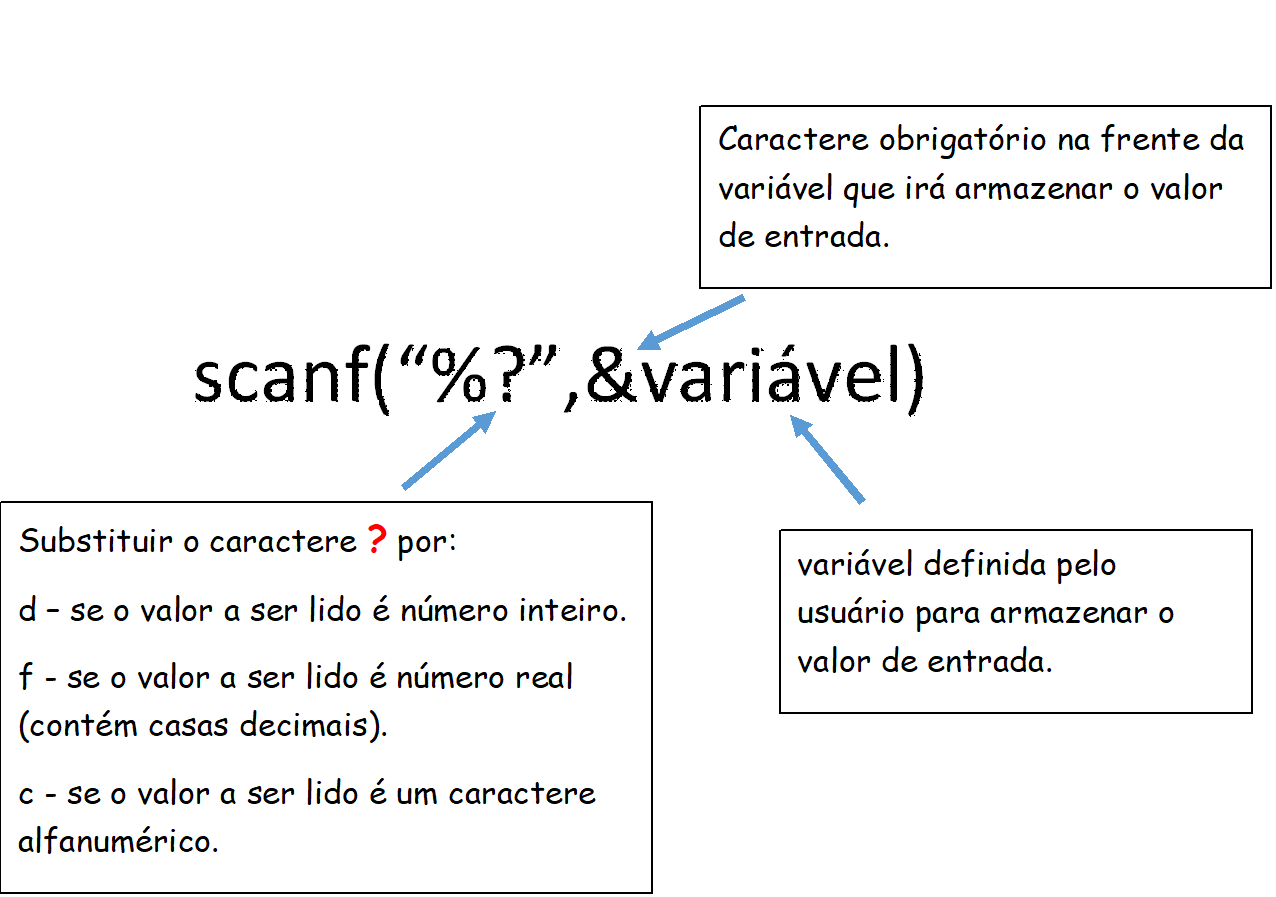 Caractere obrigatório na frente da
variável que irá armazenar o valor
de entrada.
scanf(“%?”,&variável)
Substituir o caractere ? por:
d – se o valor a ser lido é número inteiro.
f - se o valor a ser lido é número real
(contém casas decimais).
c - se o valor a ser lido é um caractere
alfanumérico.
variável definida pelo
usuário para armazenar o
valor de entrada.